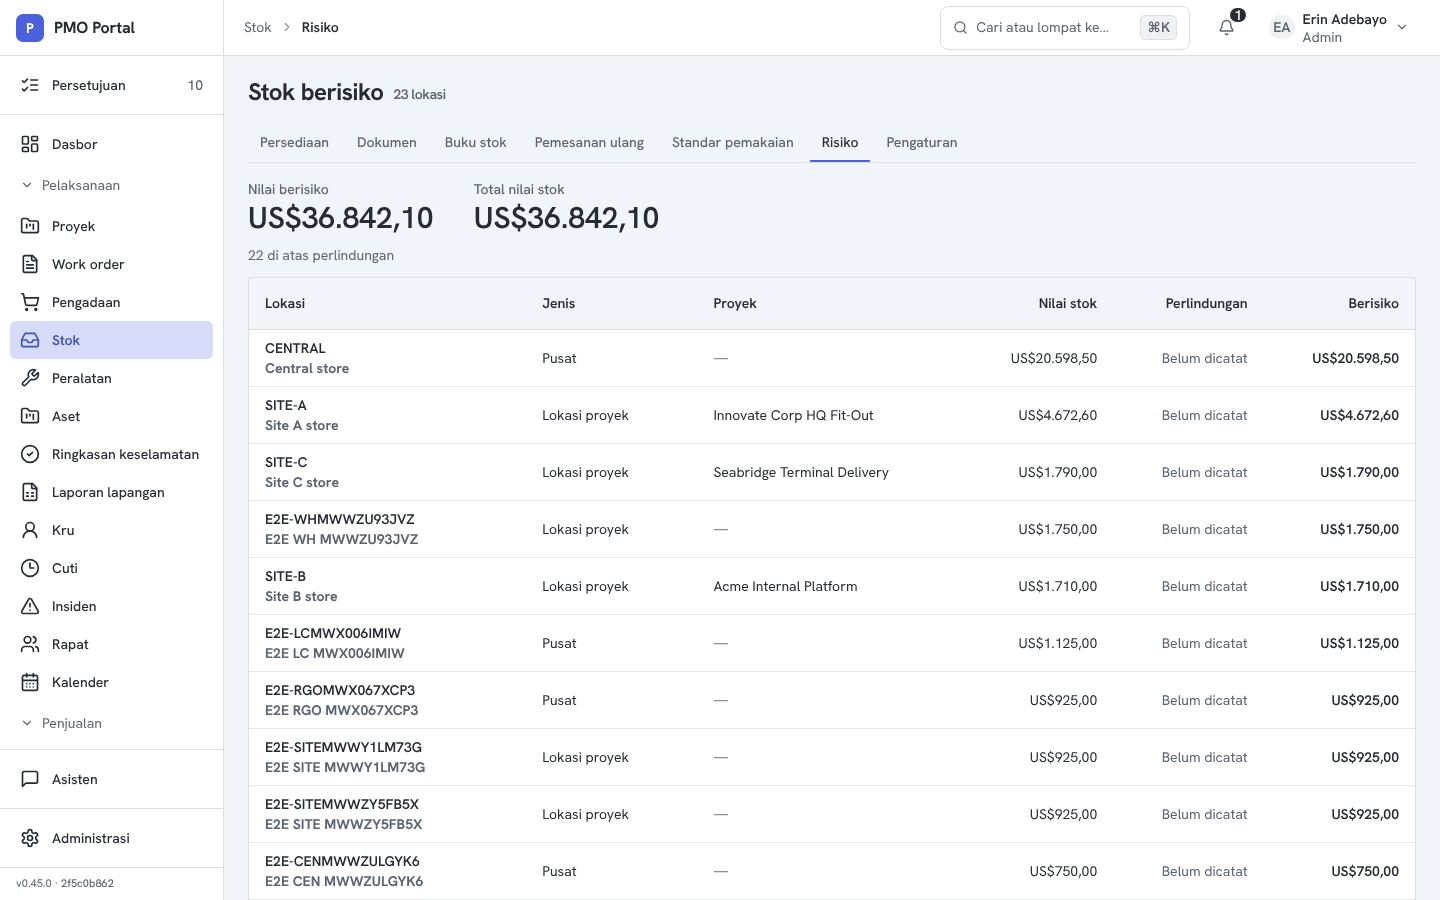 P PMO Portal
Stok > Risiko
Cari atau lompat ke... ⌘K
1
EA Erin Adebayo
Admin
Persetujuan 10
Dasbor
Pelaksanaan
Proyek
Work order
Pengadaan
Stok
Peralatan
Aset
Ringkasan keselamatan
Laporan lapangan
Kru
Cuti
Insiden
Rapat
Kalender
Penjualan
Asisten
Administrasi
v0.45.0 · 2f5c0b862
Stok berisiko 23 lokasi
Persediaan Dokumen Buku stok Pemesanan ulang Standar pemakaian Risiko Pengaturan
Nilai berisiko Total nilai stok
US$36.842,10 US$36.842,10
22 di atas perlindungan
Lokasi Jenis Proyek Nilai stok Perlindungan Berisiko
CENTRAL
Central store Pusat — US$20.598,50 Belum dicatat US$20.598,50
SITE-A
Site A store Lokasi proyek Innovate Corp HQ Fit-Out US$4.672,60 Belum dicatat US$4.672,60
SITE-C
Site C store Lokasi proyek Seabridge Terminal Delivery US$1.790,00 Belum dicatat US$1.790,00
E2E-WHMWWZU93JVZ
E2E WH MWWZU93JVZ Lokasi proyek — US$1.750,00 Belum dicatat US$1.750,00
SITE-B
Site B store Lokasi proyek Acme Internal Platform US$1.710,00 Belum dicatat US$1.710,00
E2E-LCMWX006IMIW
E2E LC MWX006IMIW Pusat — US$1.125,00 Belum dicatat US$1.125,00
E2E-RGOMWX067XCP3
E2E RGO MWX067XCP3 Pusat — US$925,00 Belum dicatat US$925,00
E2E-SITEMWWY1LM73G
E2E SITE MWWY1LM73G Lokasi proyek — US$925,00 Belum dicatat US$925,00
E2E-SITEMWWZY5FB5X
E2E SITE MWWZY5FB5X Lokasi proyek — US$925,00 Belum dicatat US$925,00
E2E-CENMWWZULGYK6
E2E CEN MWWZULGYK6 Pusat — US$750,00 Belum dicatat US$750,00